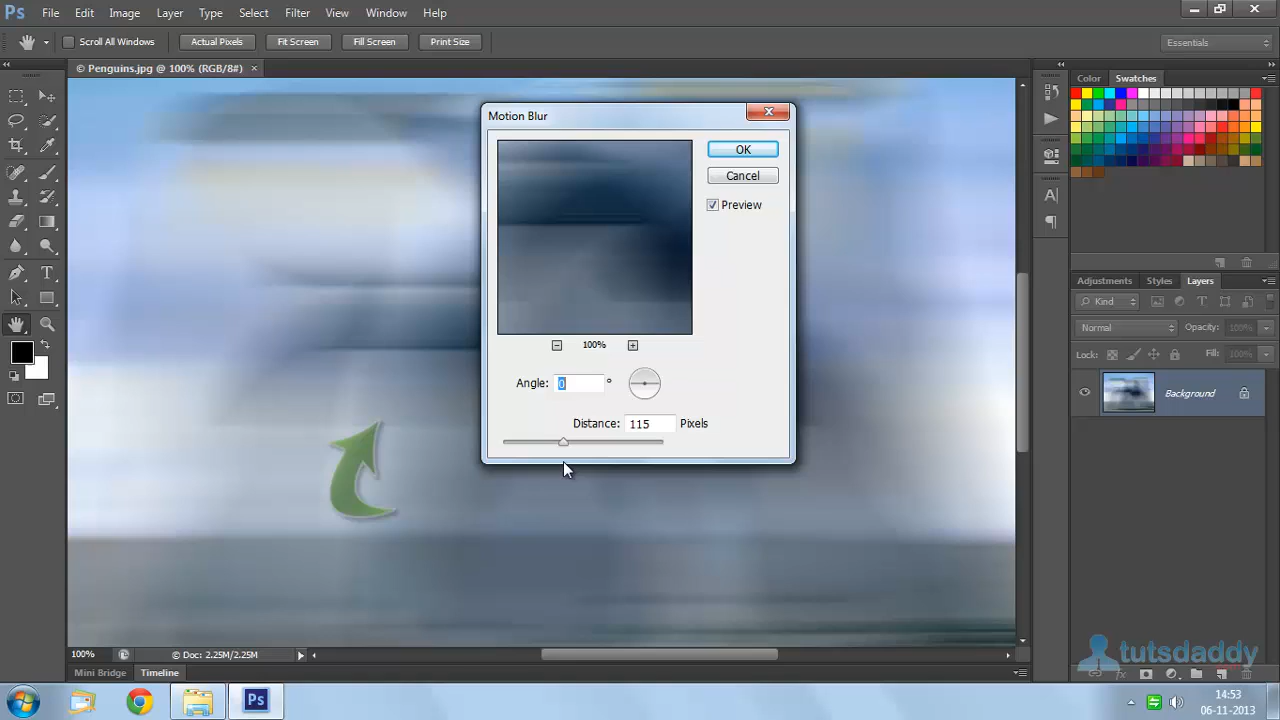 Ps File Edit Image Layer Type Select Filter View Window Help
Scroll All Windows Actual Pixels Fit Screen Fill Screen Print Size Essentials
© Penguins.jpg @ 100% (RGB/8#) ×
Color Swatches
Motion Blur
OK
Cancel
Preview
100%
Angle: 0 °
Distance: 115 Pixels
Adjustments Styles Layers
Kind
Normal Opacity: 100%
Lock: Fill: 100%
Background
tutsdaddy
100% © Doc: 2.25M/2.25M
Mini Bridge Timeline
Ps
14:53
06-11-2013